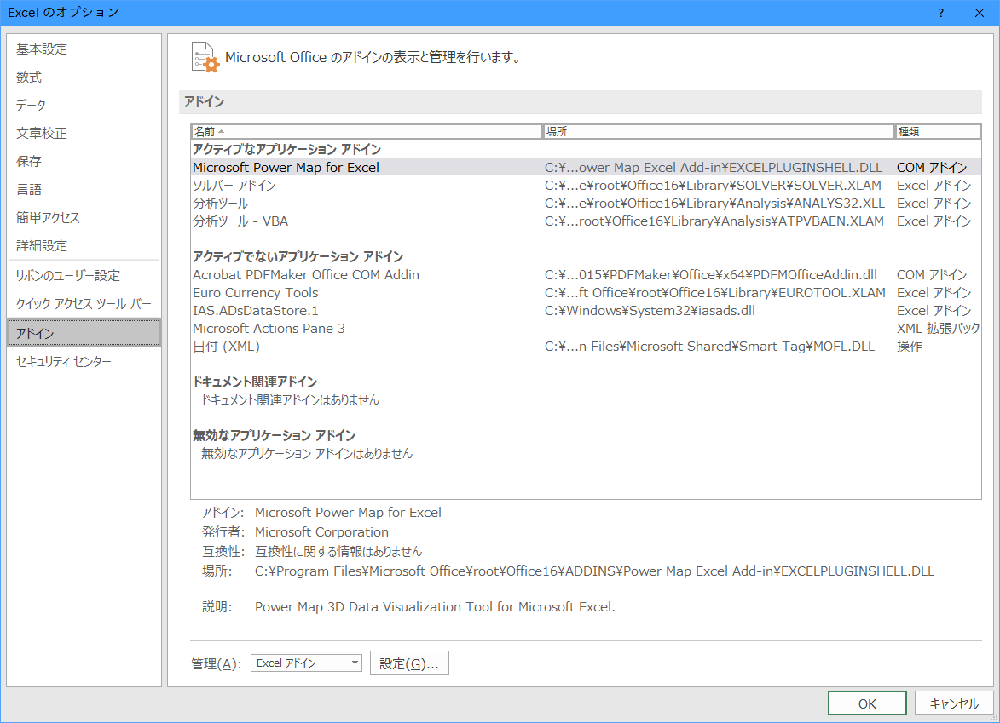 Excel のオプション
?
基本設定
数式
データ
文章校正
保存
言語
簡単アクセス
詳細設定
リボンのユーザー設定
クイック アクセス ツール バー
アドイン
セキュリティ センター
Microsoft Office のアドインの表示と管理を行います。
アドイン
名前 場所 種類
アクティブなアプリケーション アドイン
Microsoft Power Map for Excel C:¥...ower Map Excel Add-in¥EXCELPLUGINSHELL.DLL COM アドイン
ソルバー アドイン C:¥...e¥root¥Office16¥Library¥SOLVER¥SOLVER.XLAM Excel アドイン
分析ツール C:¥...e¥root¥Office16¥Library¥Analysis¥ANALYS32.XLL Excel アドイン
分析ツール - VBA C:¥...root¥Office16¥Library¥Analysis¥ATPVBAEN.XLAM Excel アドイン
アクティブでないアプリケーション アドイン
Acrobat PDFMaker Office COM Addin C:¥...015¥PDFMaker¥Office¥x64¥PDFMOfficeAddin.dll COM アドイン
Euro Currency Tools C:¥...ft Office¥root¥Office16¥Library¥EUROTOOL.XLAM Excel アドイン
IAS.ADsDataStore.1 C:¥Windows¥System32¥iasads.dll Excel アドイン
Microsoft Actions Pane 3 XML 拡張パック
日付 (XML) C:¥...n Files¥Microsoft Shared¥Smart Tag¥MOFL.DLL 操作
ドキュメント関連アドイン
ドキュメント関連アドインはありません
無効なアプリケーション アドイン
無効なアプリケーション アドインはありません
アドイン: Microsoft Power Map for Excel
発行者: Microsoft Corporation
互換性: 互換性に関する情報はありません
場所: C:¥Program Files¥Microsoft Office¥root¥Office16¥ADDINS¥Power Map Excel Add-in¥EXCELPLUGINSHELL.DLL
説明: Power Map 3D Data Visualization Tool for Microsoft Excel.
管理(A): Excel アドイン 設定(G)...
OK キャンセル